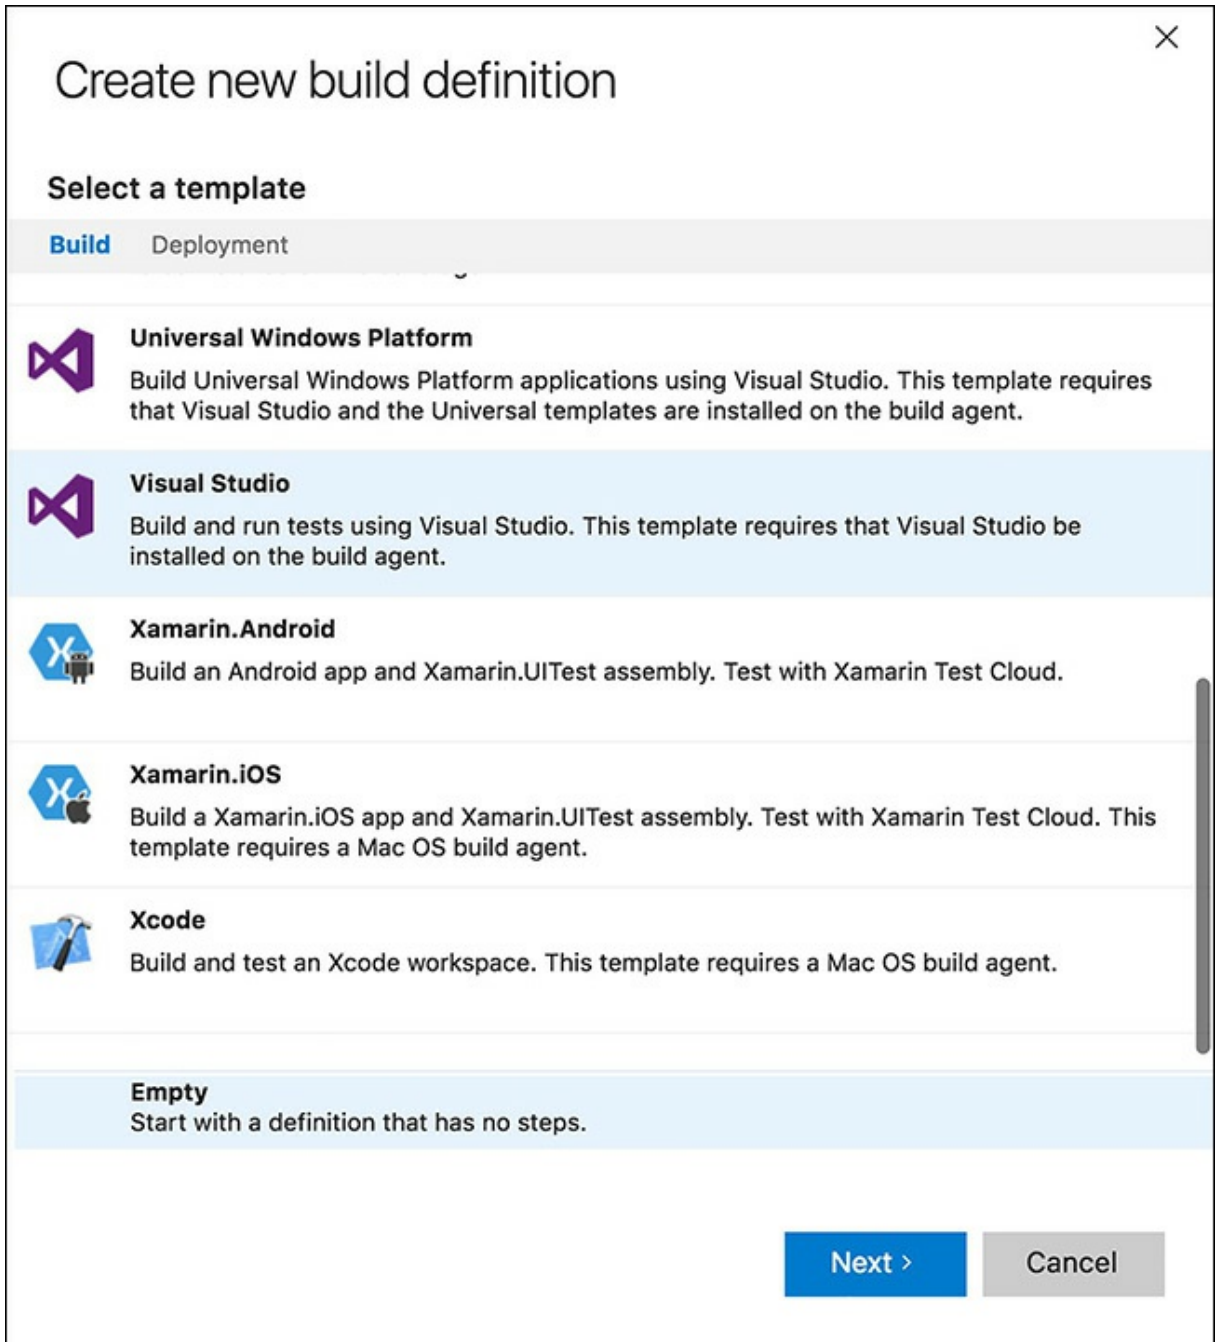 Create new build definition
Select a template
Build Deployment
Universal Windows Platform
Build Universal Windows Platform applications using Visual Studio. This template requires
that Visual Studio and the Universal templates are installed on the build agent.
Visual Studio
Build and run tests using Visual Studio. This template requires that Visual Studio be
installed on the build agent.
Xamarin.Android
Build an Android app and Xamarin.UITest assembly. Test with Xamarin Test Cloud.
Xamarin.iOS
Build a Xamarin.iOS app and Xamarin.UITest assembly. Test with Xamarin Test Cloud. This
template requires a Mac OS build agent.
Xcode
Build and test an Xcode workspace. This template requires a Mac OS build agent.
Empty
Start with a definition that has no steps.
Next >
Cancel